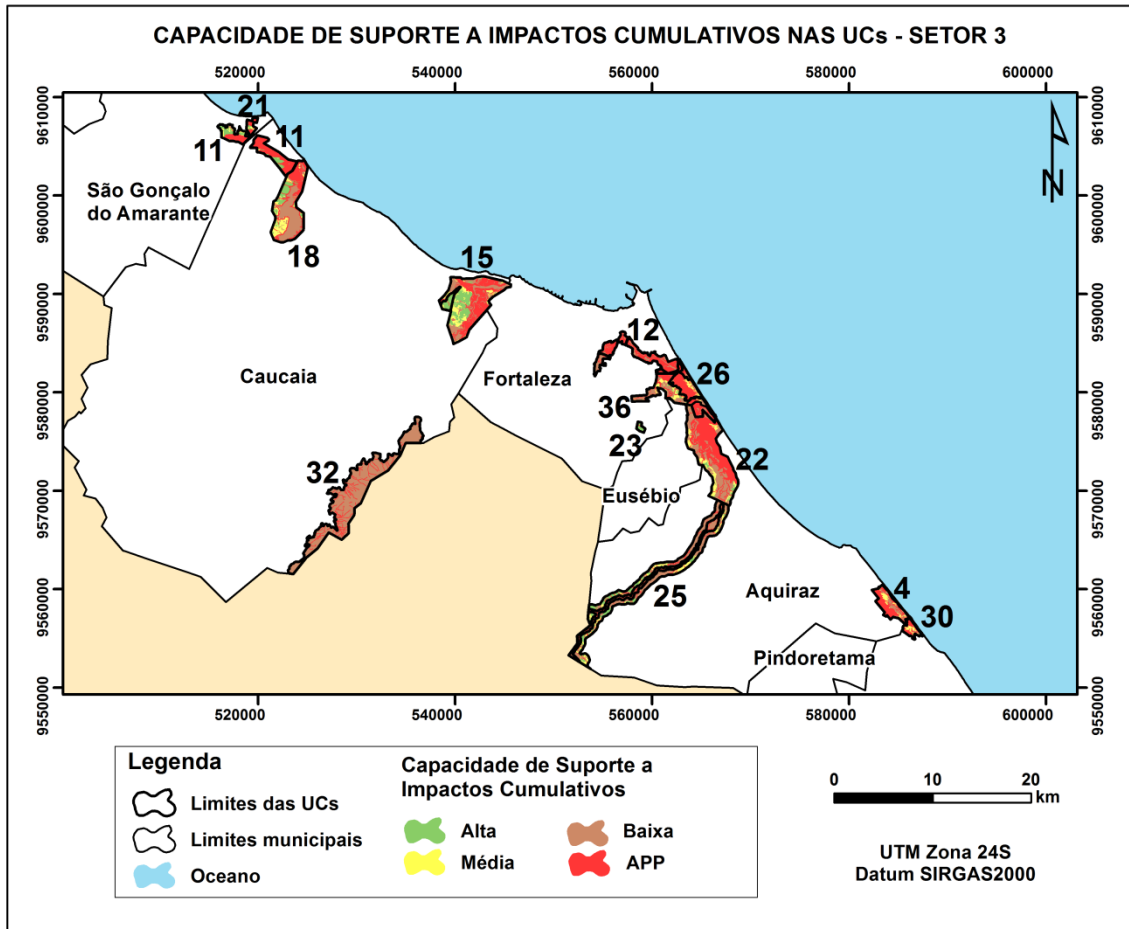 CAPACIDADE DE SUPORTE A IMPACTOS CUMULATIVOS NAS UCs - SETOR 3
520000 540000 560000 580000 600000
9610000 9610000
21
11 11
São Gonçalo
do Amarante
9600000 9600000
18
15
9590000 9590000
12
Caucaia
Fortaleza
26
9580000 9580000
36
23
32
22
9570000 9570000
Eusébio
25
Aquiraz
4
9560000 9560000
30
Pindoretama
9550000 9550000
520000 540000 560000 580000 600000
N
Legenda
Limites das UCs
Limites municipais
Oceano
Capacidade de Suporte a
Impactos Cumulativos
Alta
Baixa
Média
APP
0 10 20
km
UTM Zona 24S
Datum SIRGAS2000